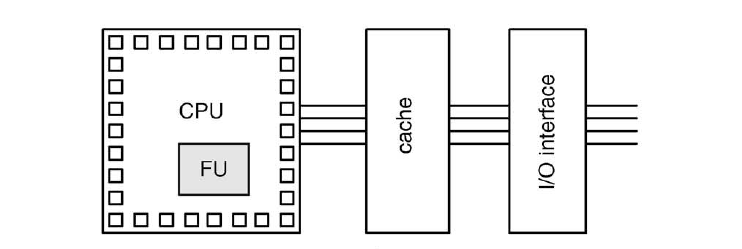 CPU
FU
cache
I/O interface